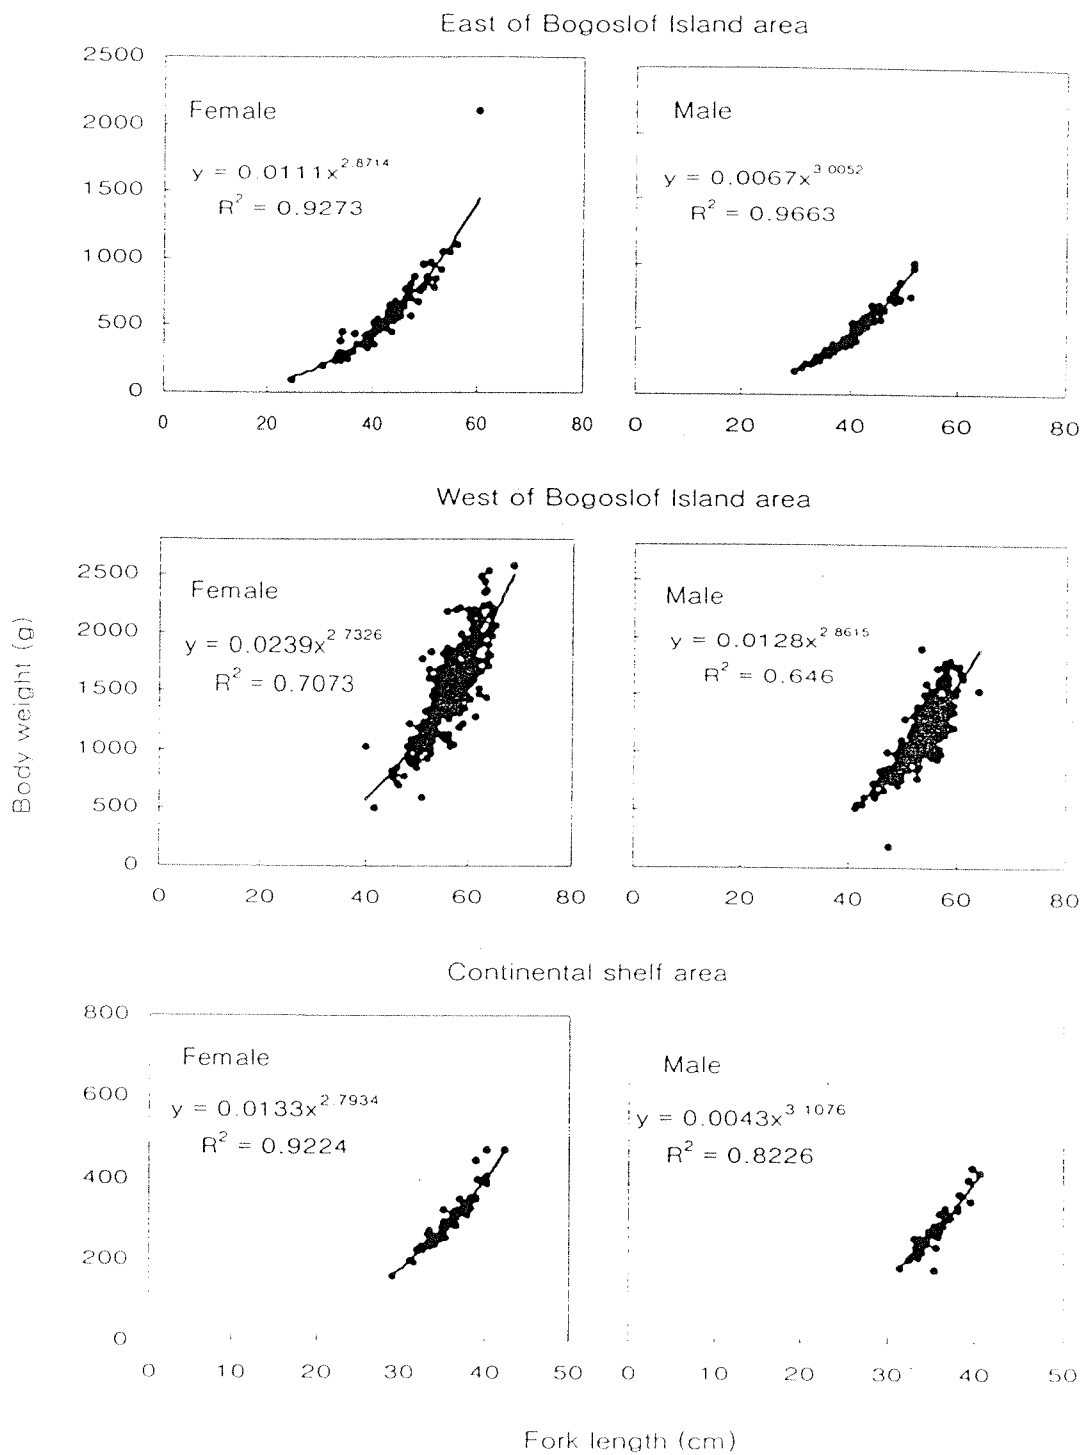 East of Bogoslof Island area
2500
2000
1500
1000
500
0
Female
y = 0.0111x^2.8714
R² = 0.9273
0 20 40 60 80
Male
y = 0.0067x^3.0052
R² = 0.9663
0 20 40 60 80
West of Bogoslof Island area
Body weight (g)
2500
2000
1500
1000
500
0
Female
y = 0.0239x^2.7326
R² = 0.7073
0 20 40 60 80
Male
y = 0.0128x^2.8615
R² = 0.646
0 20 40 60 80
Continental shelf area
800
600
400
200
0
Female
y = 0.0133x^2.7934
R² = 0.9224
0 10 20 30 40 50
Male
y = 0.0043x^3.1076
R² = 0.8226
0 10 20 30 40 50
Fork length (cm)